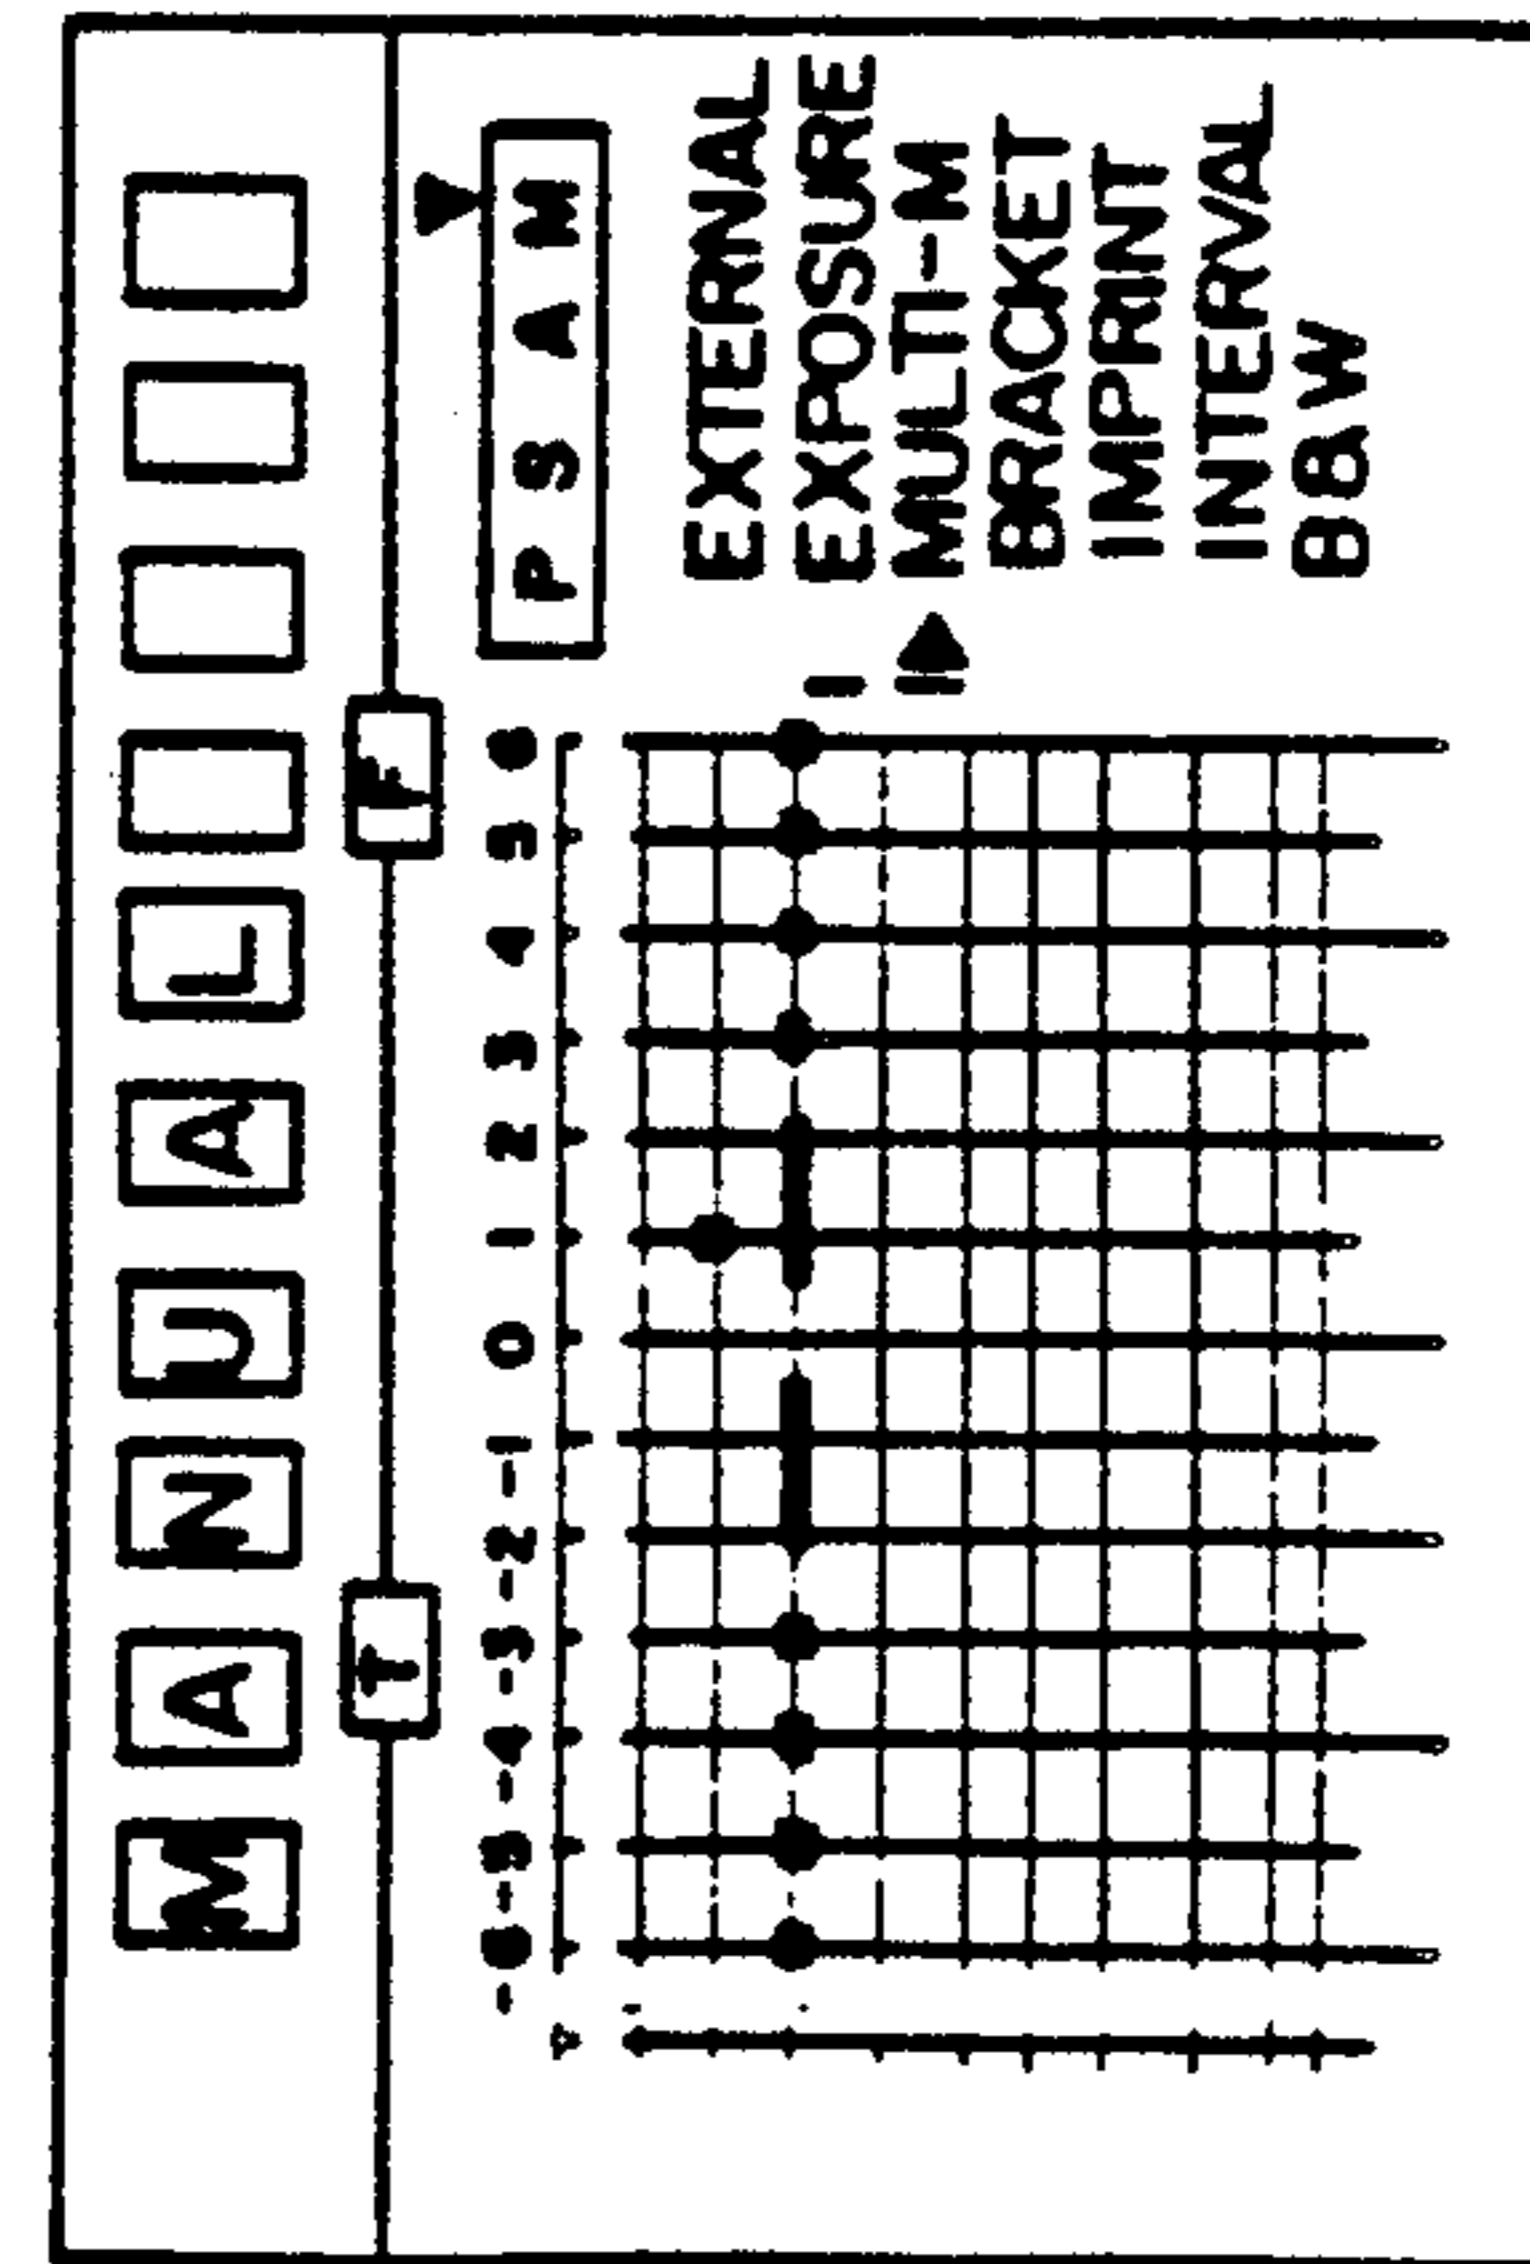 MANUAL
T F
P S A M
-6 -5 -4 -3 -2 -1 0 1 2 3 4 5 6
EXTERNAL
EXPOSURE
MULTI-M
BRACKET
IMPRINT
INTERVAL
B&W